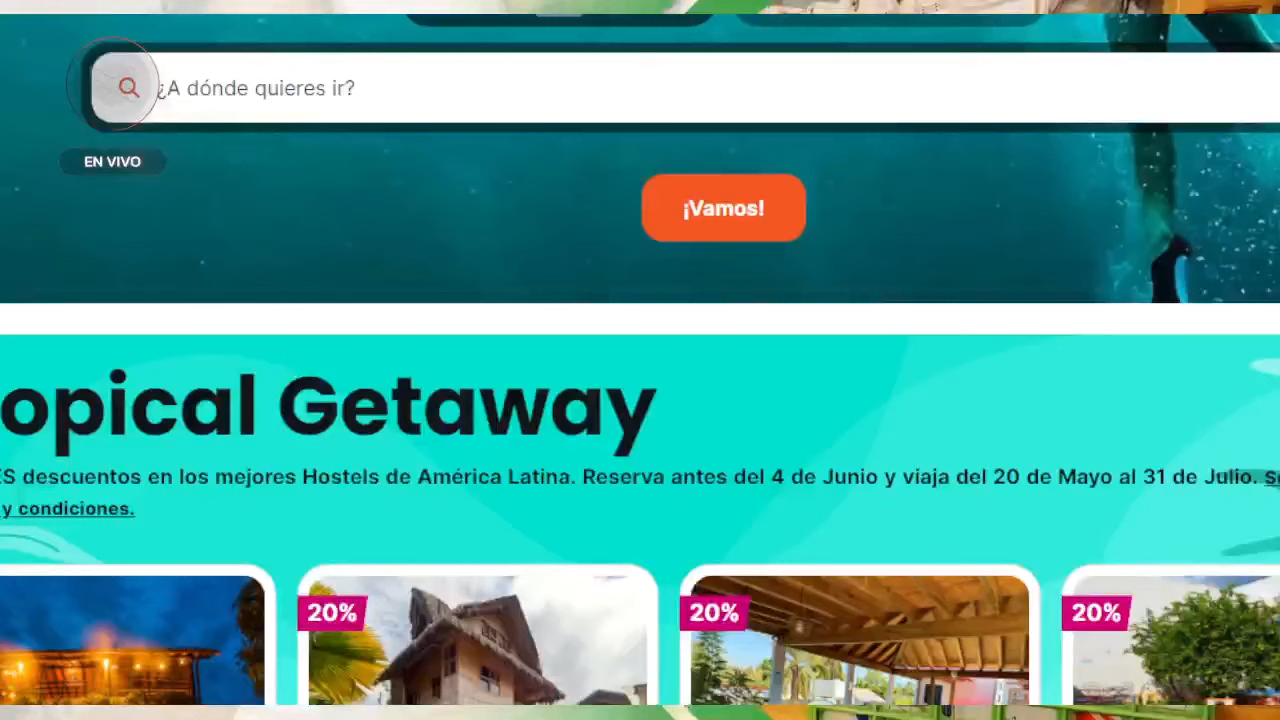 ¿A dónde quieres ir?
EN VIVO
¡Vamos!
opical Getaway
ES descuentos en los mejores Hostels de América Latina. Reserva antes del 4 de Junio y viaja del 20 de Mayo al 31 de Julio.
y condiciones.
20%
20%
20%